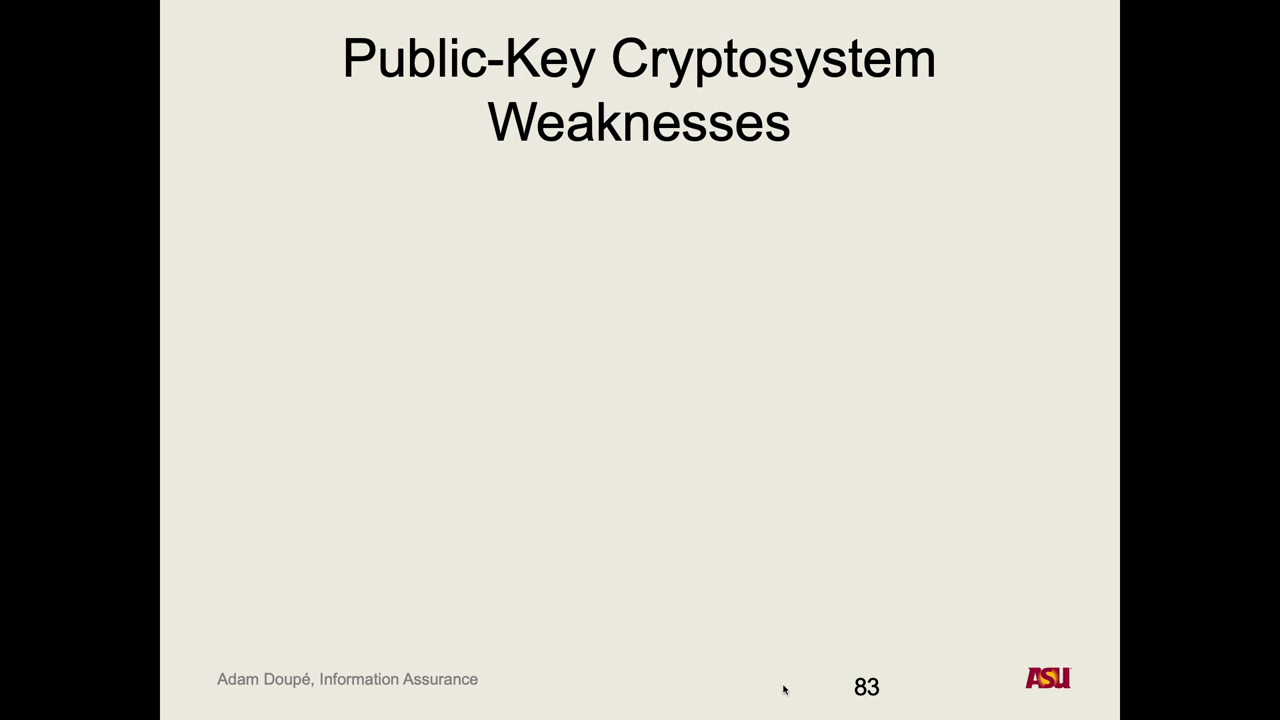 Public-Key Cryptosystem
Weaknesses
Adam Doupé, Information Assurance
83
ASU